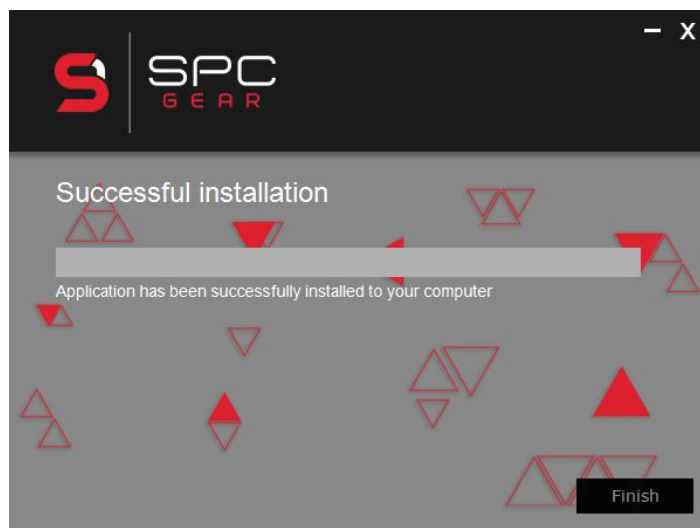 – X
SPC
GEAR
Successful installation
Application has been successfully installed to your computer
Finish